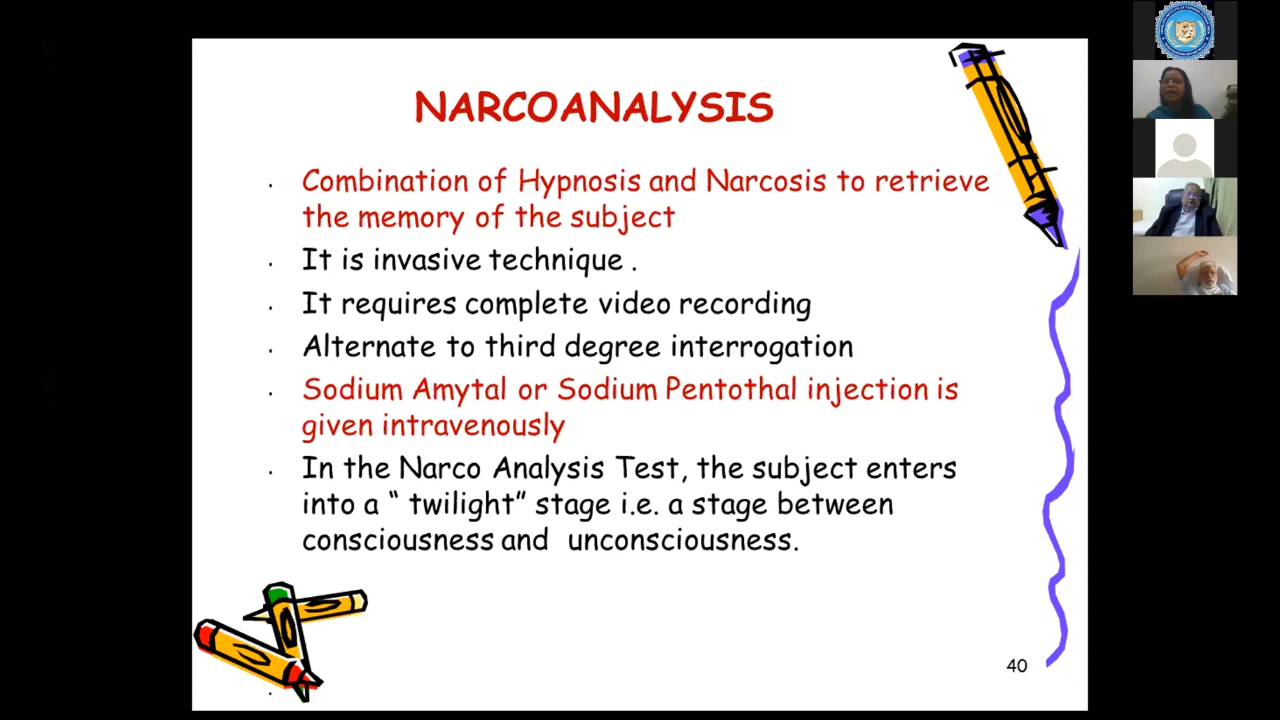 NARCOANALYSIS
Combination of Hypnosis and Narcosis to retrieve
the memory of the subject
It is invasive technique .
It requires complete video recording
Alternate to third degree interrogation
Sodium Amytal or Sodium Pentothal injection is
given intravenously
In the Narco Analysis Test, the subject enters
into a “ twilight” stage i.e. a stage between
consciousness and unconsciousness.
40